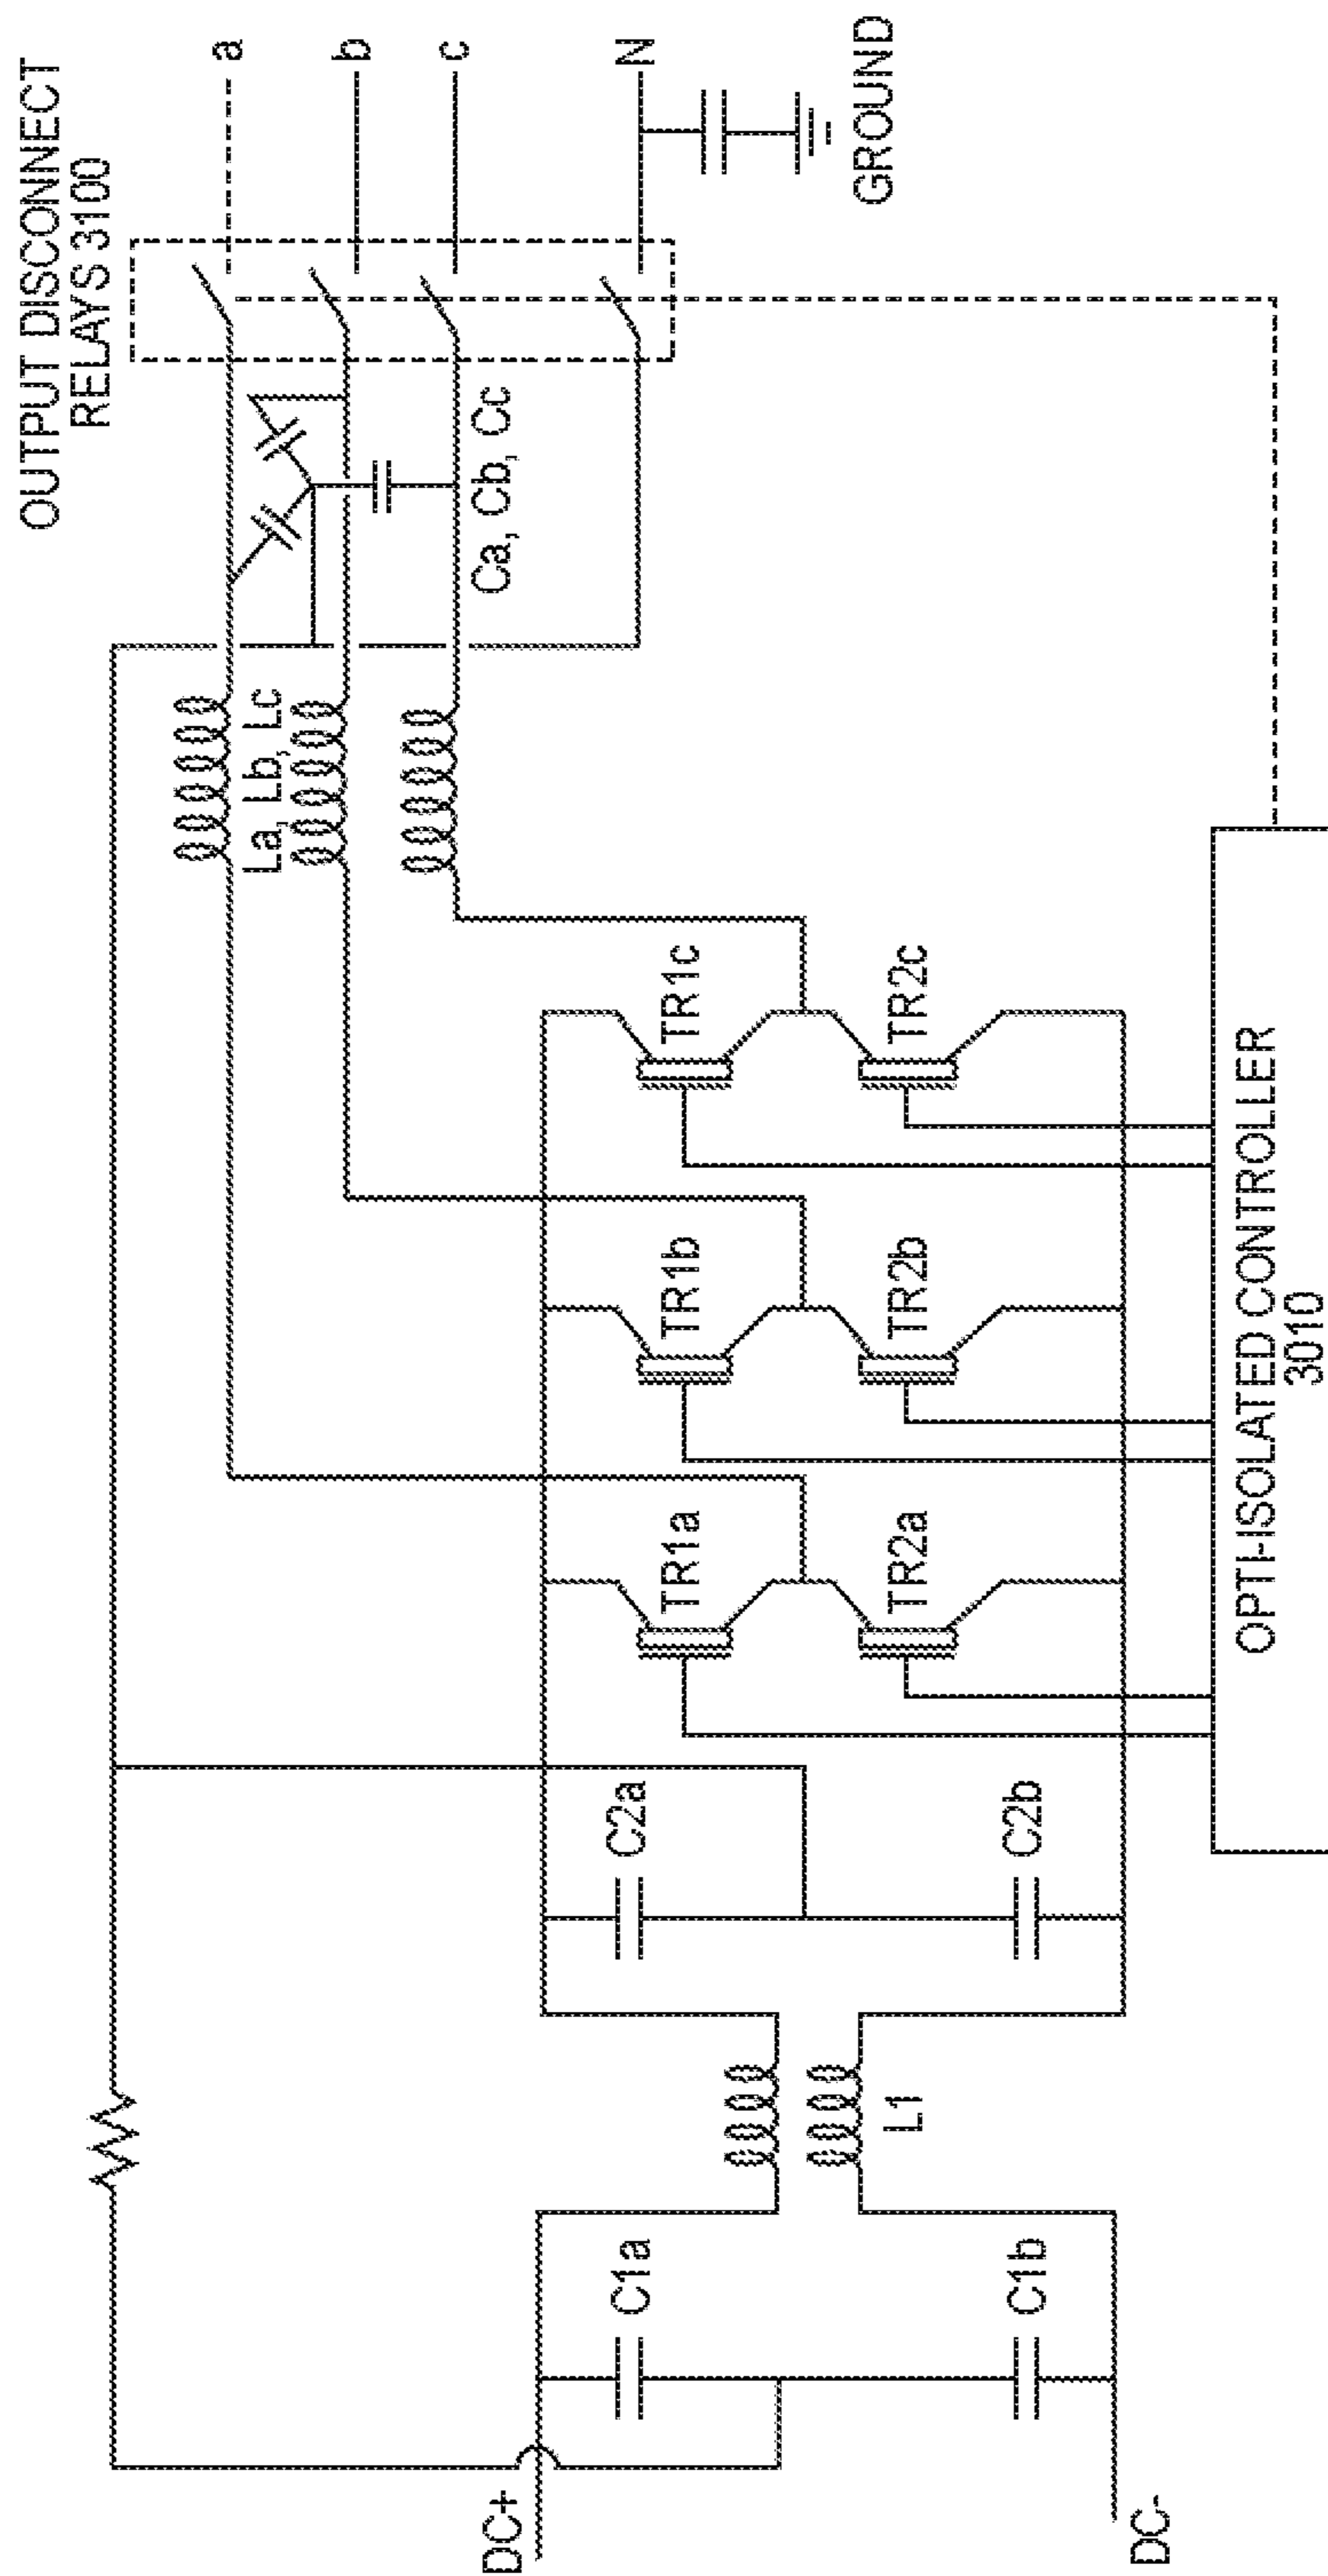 OUTPUT DISCONNECT
RELAYS 3100
a
b
c
N
GROUND
La, Lb, Lc
Ca, Cb, Cc
DC+
C1a
C1b
DC-
L1
C2a
C2b
TR1a
TR2a
TR1b
TR2b
TR1c
TR2c
OPTI-ISOLATED CONTROLLER
3010